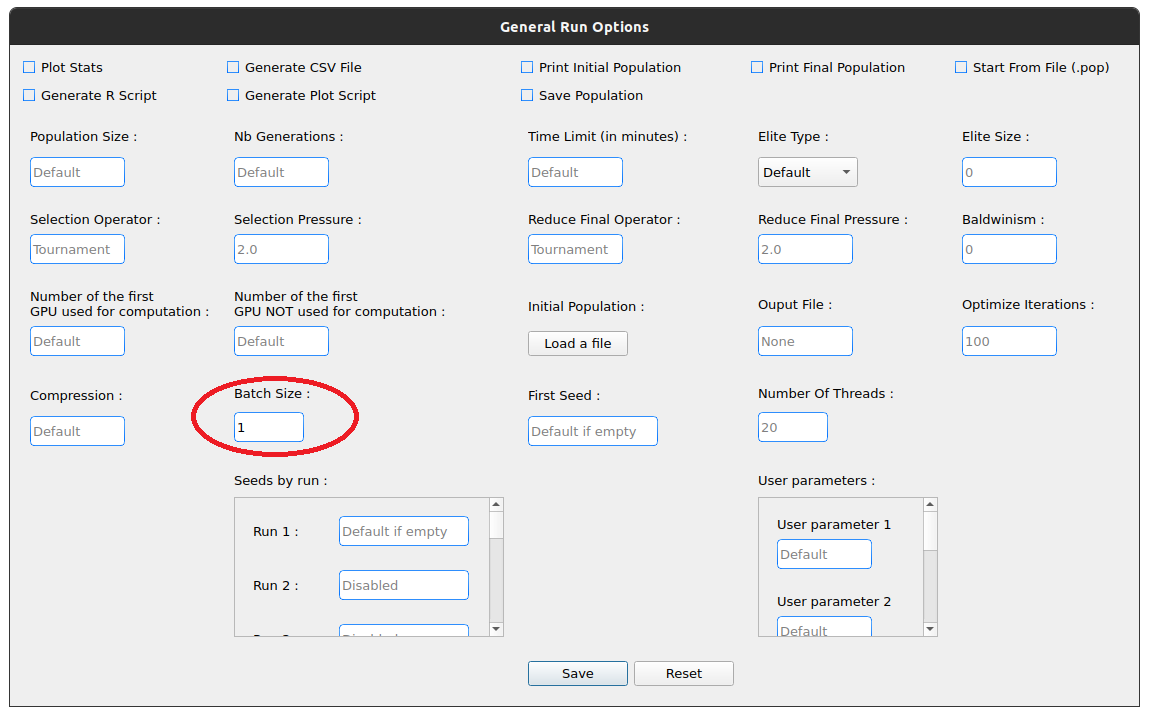 General Run Options
Plot Stats
Generate CSV File
Print Initial Population
Print Final Population
Start From File (.pop)
Generate R Script
Generate Plot Script
Save Population
Population Size :
Nb Generations :
Time Limit (in minutes) :
Elite Type :
Elite Size :
Default
Default
Default
Default
0
Selection Operator :
Selection Pressure :
Reduce Final Operator :
Reduce Final Pressure :
Baldwinism :
Tournament
2.0
Tournament
2.0
0
Number of the first
GPU used for computation :
Number of the first
GPU NOT used for computation :
Initial Population :
Ouput File :
Optimize Iterations :
Default
Default
Load a file
None
100
Compression :
Batch Size :
First Seed :
Number Of Threads :
Default
1
Default if empty
20
Seeds by run :
User parameters :
Run 1 :
Default if empty
Run 2 :
Disabled
User parameter 1
Default
User parameter 2
Default
Save
Reset